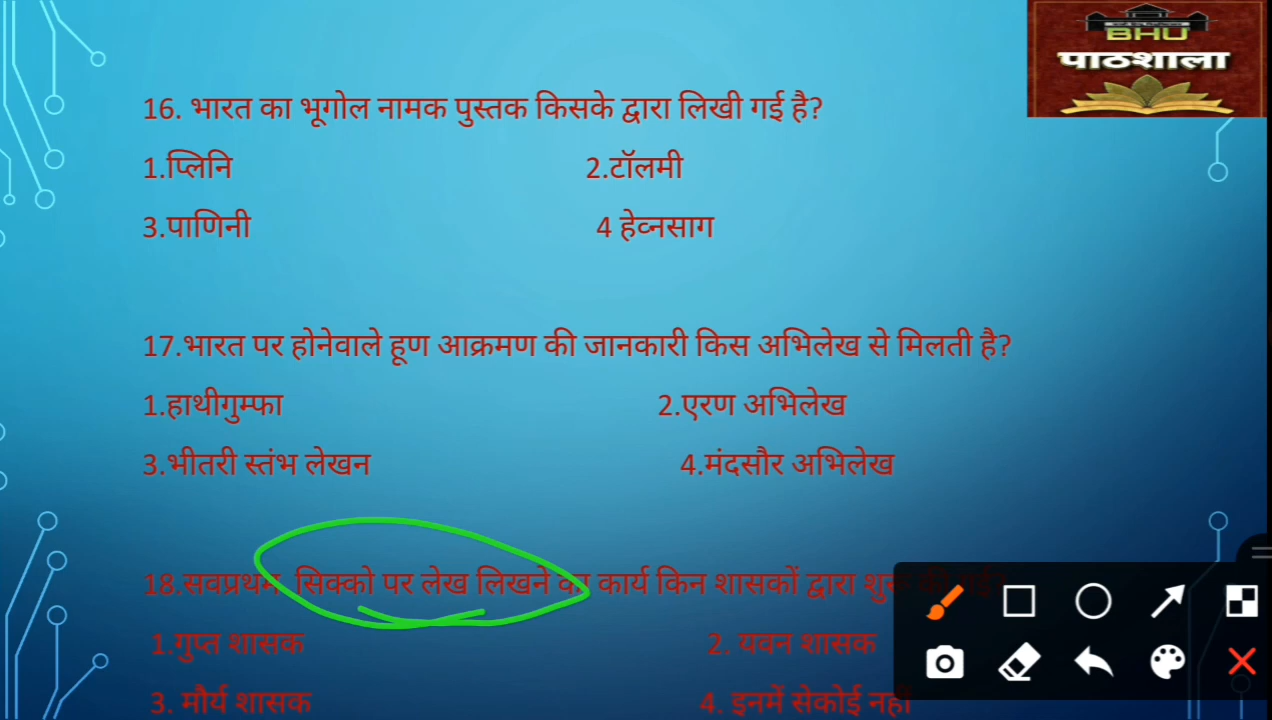 BHU
पाठशाला
16. भारत का भूगोल नामक पुस्तक किसके द्वारा लिखी गई है?
1.प्लिनि 2.टॉलमी
3.पाणिनी 4 हेव्नसाग
17.भारत पर होनेवाले हूण आक्रमण की जानकारी किस अभिलेख से मिलती है?
1.हाथीगुम्फा 2.एरण अभिलेख
3.भीतरी स्तंभ लेखन 4.मंदसौर अभिलेख
18.सवप्रथम सिक्को पर लेख लिखने का कार्य किन शासकों द्वारा
1.गुप्त शासक 2. यवन शासक
3. मौर्य शासक 4. इनमें सेकोई नहीं